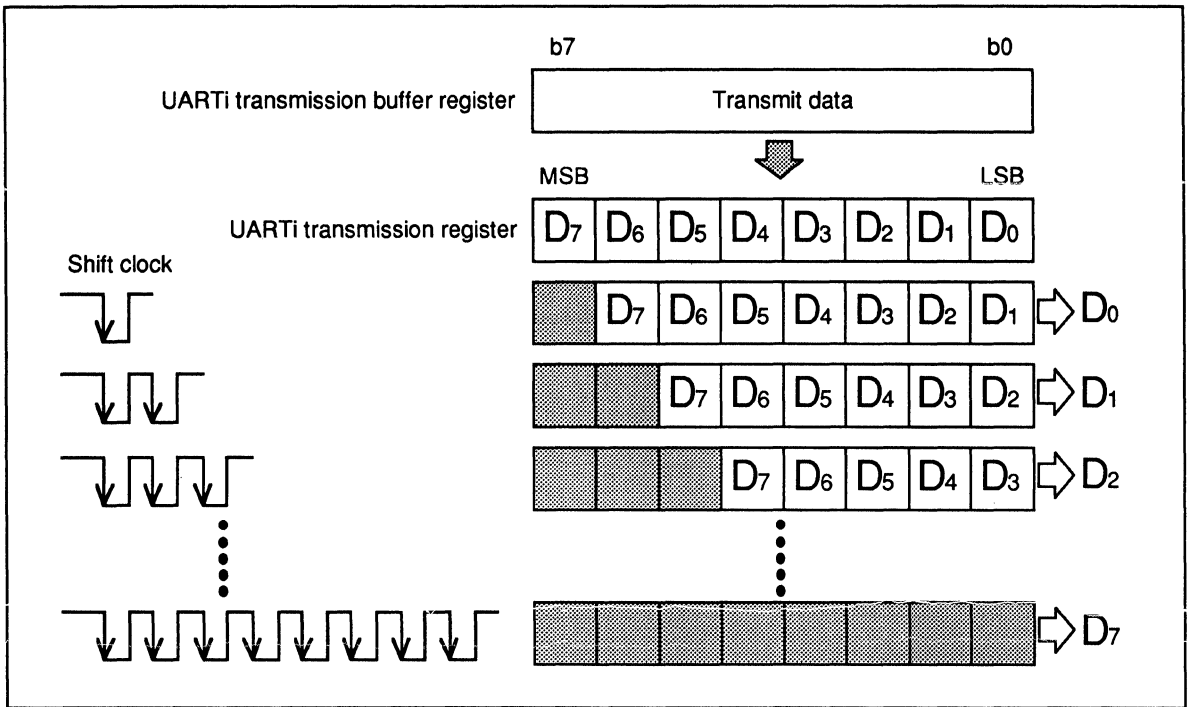 b7 b0
UARTi transmission buffer register Transmit data
MSB LSB
UARTi transmission register D7 D6 D5 D4 D3 D2 D1 D0
Shift clock
D7 D6 D5 D4 D3 D2 D1 D0
D7 D6 D5 D4 D3 D2 D1
D7 D6 D5 D4 D3 D2
D7